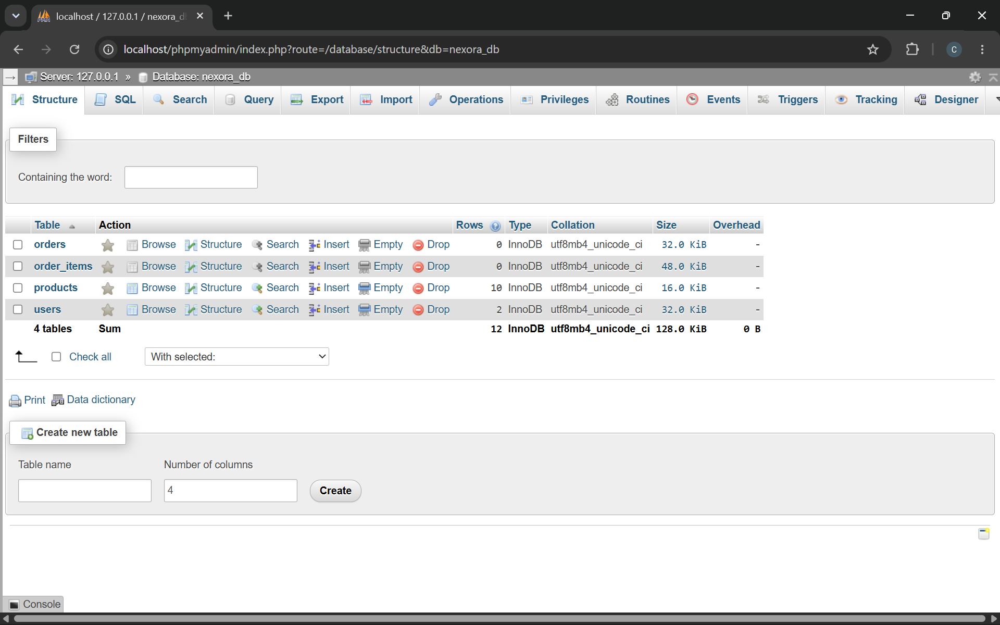 localhost / 127.0.0.1 / nexora_d
localhost/phpmyadmin/index.php?route=/database/structure&db=nexora_db
C
Server: 127.0.0.1 » Database: nexora_db
Structure SQL Search Query Export Import Operations Privileges Routines Events Triggers Tracking Designer
Filters
Containing the word:
Table Action Rows Type Collation Size Overhead
orders Browse Structure Search Insert Empty Drop 0 InnoDB utf8mb4_unicode_ci 32.0 KiB -
order_items Browse Structure Search Insert Empty Drop 0 InnoDB utf8mb4_unicode_ci 48.0 KiB -
products Browse Structure Search Insert Empty Drop 10 InnoDB utf8mb4_unicode_ci 16.0 KiB -
users Browse Structure Search Insert Empty Drop 2 InnoDB utf8mb4_unicode_ci 32.0 KiB -
4 tables Sum 12 InnoDB utf8mb4_unicode_ci 128.0 KiB 0 B
Check all With selected:
Print Data dictionary
Create new table
Table name Number of columns
4 Create
Console